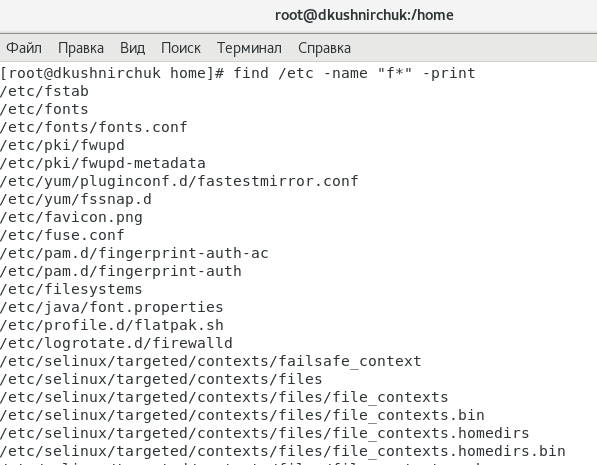 root@dkushnirchuk:/home
Файл Правка Вид Поиск Терминал Справка
[root@dkushnirchuk home]# find /etc -name "f*" -print
/etc/fstab
/etc/fonts
/etc/fonts/fonts.conf
/etc/pki/fwupd
/etc/pki/fwupd-metadata
/etc/yum/pluginconf.d/fastestmirror.conf
/etc/yum/fssnap.d
/etc/favicon.png
/etc/fuse.conf
/etc/pam.d/fingerprint-auth-ac
/etc/pam.d/fingerprint-auth
/etc/filesystems
/etc/java/font.properties
/etc/profile.d/flatpak.sh
/etc/logrotate.d/firewalld
/etc/selinux/targeted/contexts/failsafe_context
/etc/selinux/targeted/contexts/files
/etc/selinux/targeted/contexts/files/file_contexts
/etc/selinux/targeted/contexts/files/file_contexts.bin
/etc/selinux/targeted/contexts/files/file_contexts.homedirs
/etc/selinux/targeted/contexts/files/file_contexts.homedirs.bin